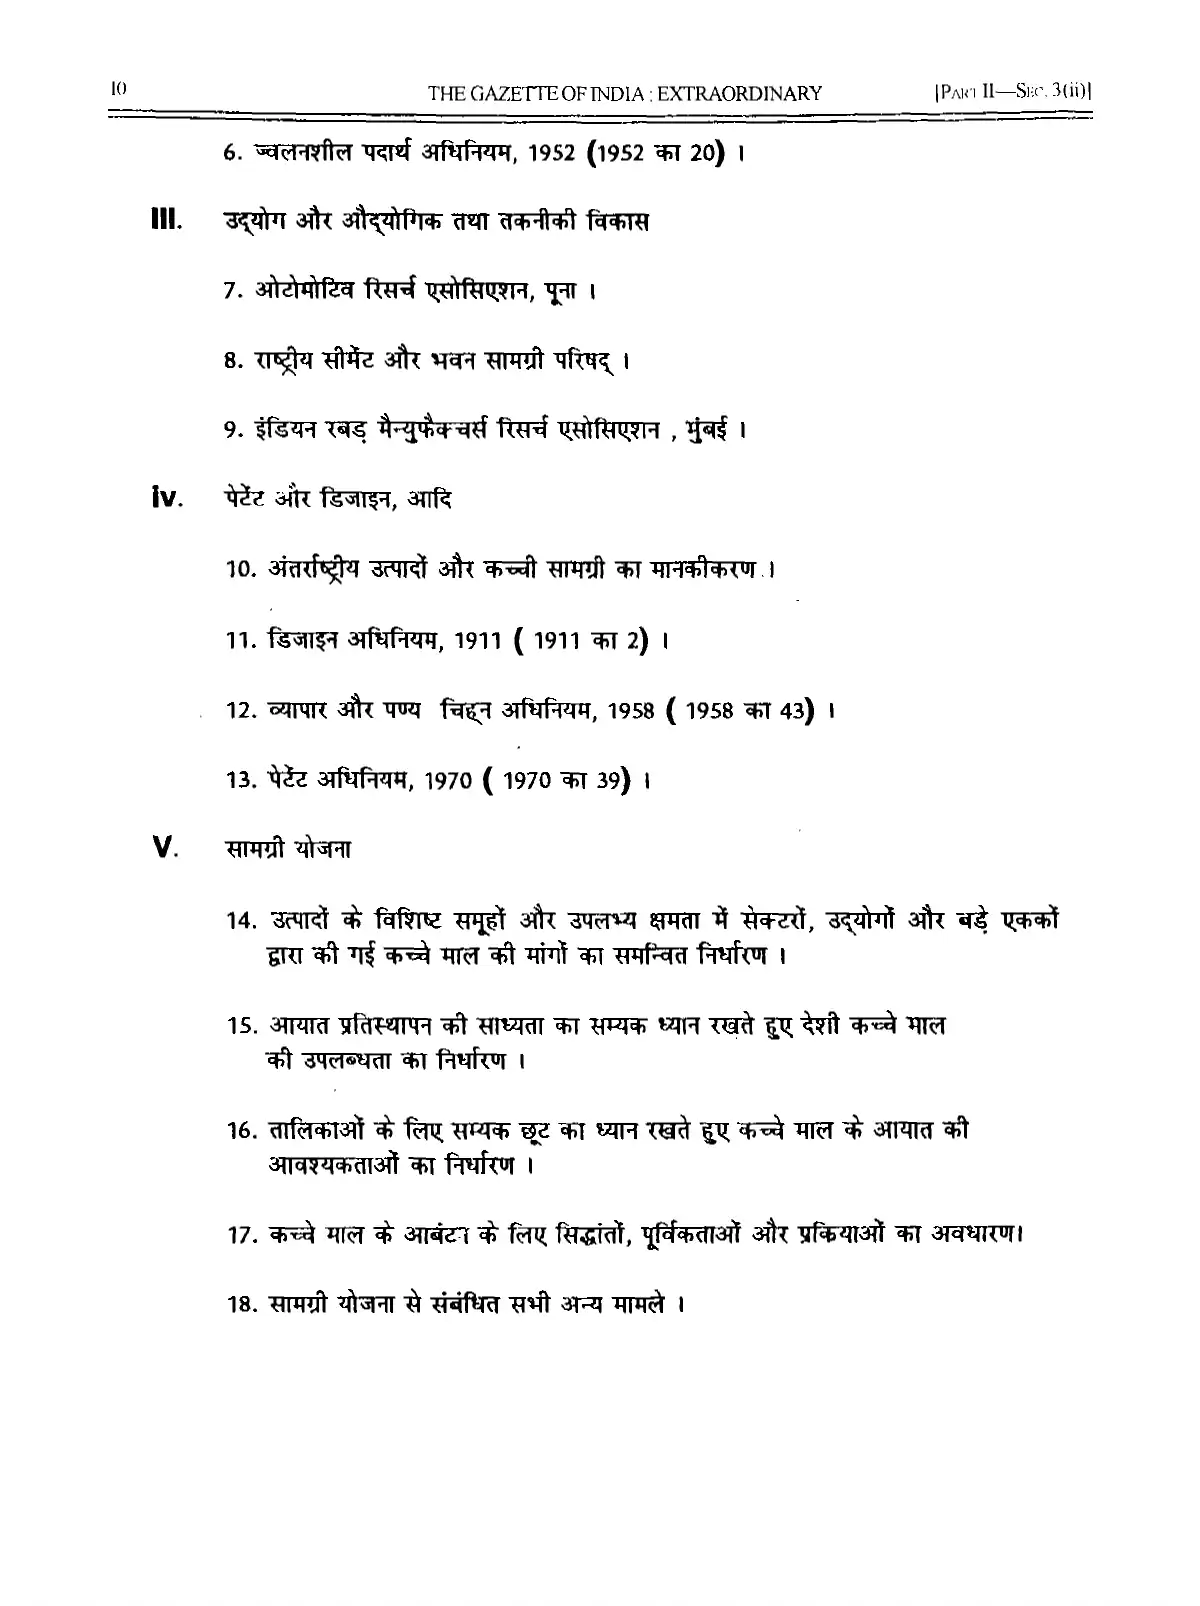 10
THE GAZETTE OF INDIA : EXTRAORDINARY
[PART II—SEC. 3(ii)]
6. ज्वलनशील पदार्थ अधिनियम, 1952 (1952 का 20) ।
III. उद्योग और औद्योगिक तथा तकनीकी विकास
7. ओटोमोटिव रिसर्च एसोसिएशन, पूना ।
8. राष्ट्रीय सीमेंट और भवन सामग्री परिषद् ।
9. इंडियन रबड़ मैन्युफैक्चर्स रिसर्च एसोसिएशन , मुंबई ।
iv. पेटेंट और डिजाइन, आदि
10. अंतर्राष्ट्रीय उत्पादों और कच्ची सामग्री का मानकीकरण ।
11. डिजाइन अधिनियम, 1911 ( 1911 का 2) ।
12. व्यापार और पण्य चिह्न अधिनियम, 1958 ( 1958 का 43) ।
13. पेटेंट अधिनियम, 1970 ( 1970 का 39) ।
V. सामग्री योजना
14. उत्पादों के विशिष्ट समूहों और उपलभ्य क्षमता में सेक्टरों, उद्योगों और बड़े एककों
द्वारा की गई कच्चे माल की मांगों का समन्वित निर्धारण ।
15. आयात प्रतिस्थापन की साध्यता का सम्यक ध्यान रखते हुए देशी कच्चे माल
की उपलब्धता का निर्धारण ।
16. तालिकाओं के लिए सम्यक छूट का ध्यान रखते हुए कच्चे माल के आयात की
आवश्यकताओं का निर्धारण ।
17. कच्चे माल के आबंटन के लिए सिद्धांतों, पूर्विकताओं और प्रकियाओं का अवधारण।
18. सामग्री योजना से संबंधित सभी अन्य मामले ।